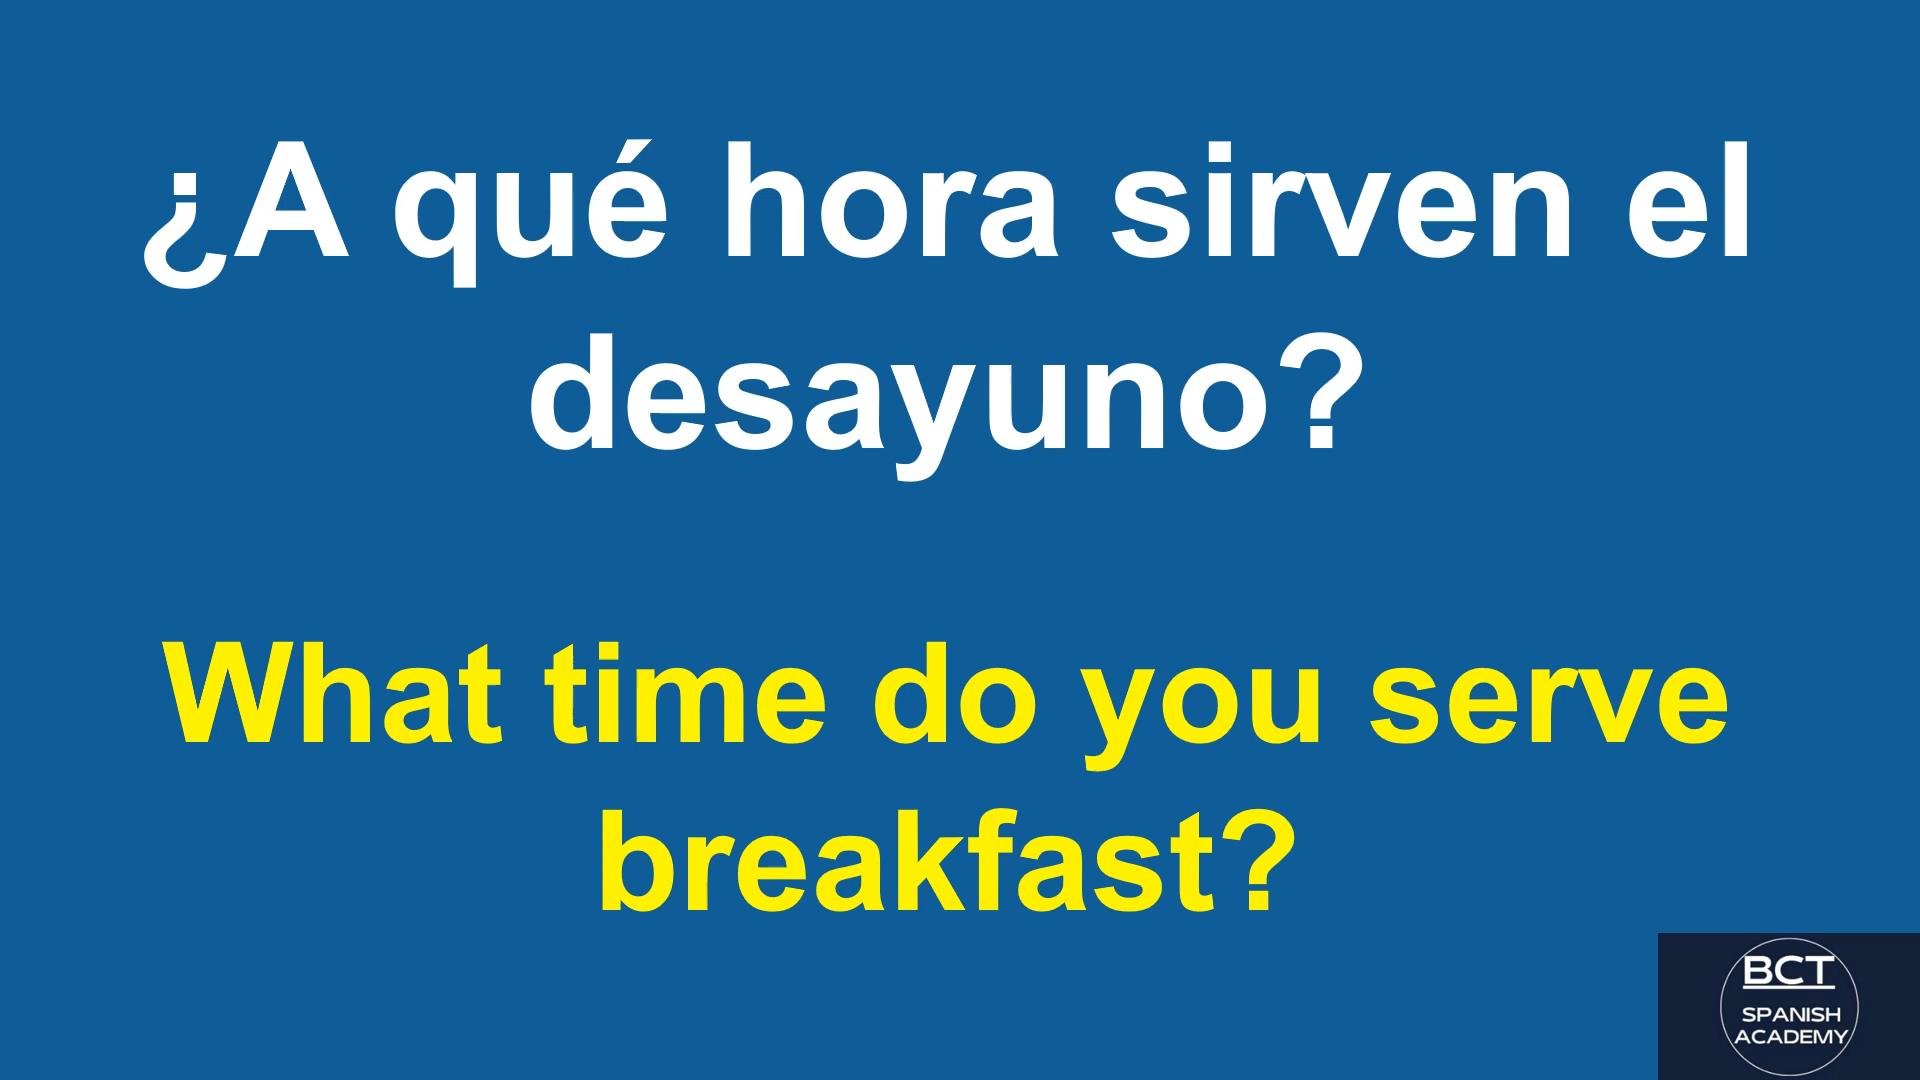 ¿A qué hora sirven el
desayuno?
What time do you serve
breakfast?
BCT
SPANISH
ACADEMY